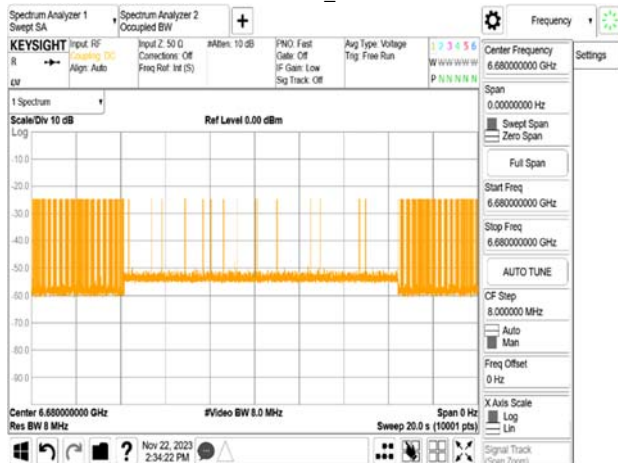 Spectrum Analyzer 1
Swept SA
Spectrum Analyzer 2
Occupied BW
+
Frequency
KEYSIGHT
R
Input: RF
Coupling: DC
Align: Auto
Input Z: 50 Ω
Corrections: Off
Freq Ref: Int (S)
#Atten: 10 dB
PNO: Fast
Gate: Off
IF Gain: Low
Sig Track: Off
Avg Type: Voltage
Trig: Free Run
1 2 3 4 5 6
W W W W W W
P N N N N N
1 Spectrum
Scale/Div 10 dB
Ref Level 0.00 dBm
Log
-10.0
-20.0
-30.0
-40.0
-50.0
-60.0
-70.0
-80.0
-90.0
Center 6.680000000 GHz
Res BW 8 MHz
#Video BW 8.0 MHz
Span 0 Hz
Sweep 20.0 s (10001 pts)
Nov 22, 2023
2:34:22 PM
Center Frequency
6.680000000 GHz
Settings
Span
0.00000000 Hz
Swept Span
Zero Span
Full Span
Start Freq
6.680000000 GHz
Stop Freq
6.680000000 GHz
AUTO TUNE
CF Step
8.000000 MHz
Auto
Man
Freq Offset
0 Hz
X Axis Scale
Log
Lin
Signal Track
(Span Zoom)